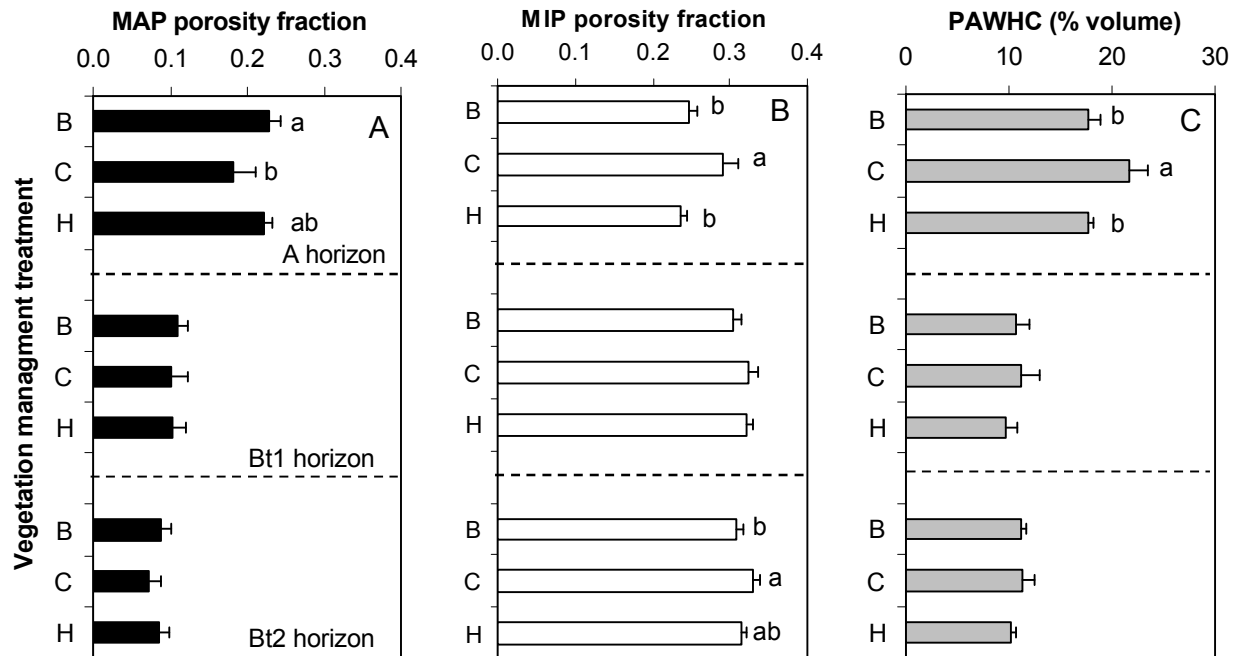 MAP porosity fraction
0.0 0.1 0.2 0.3 0.4
Vegetation managment treatment
A
B a
C b
H ab
A horizon
B
C
H
Bt1 horizon
B
C
H
Bt2 horizon
MIP porosity fraction
0.0 0.1 0.2 0.3 0.4
B
B b
C a
H b
B
C
H
B b
C a
H ab
PAWHC (% volume)
0 10 20 30
C
B b
C a
H b
B
C
H
B
C
H